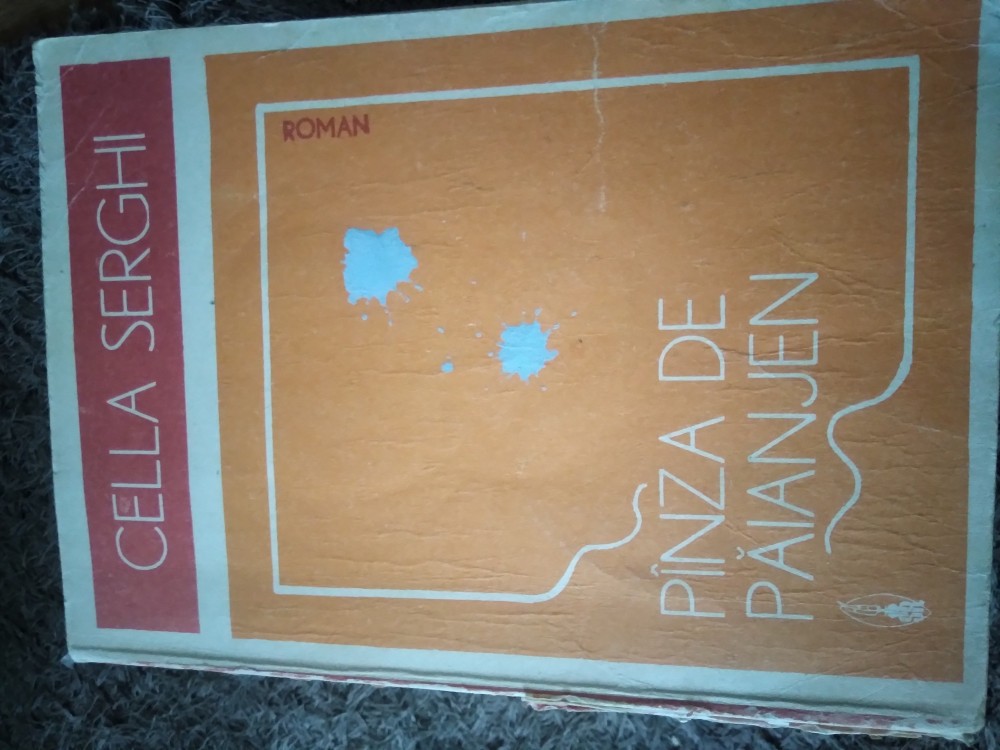 CELLA SERGHI
ROMAN
PÎNZA DE
PĂIANJEN